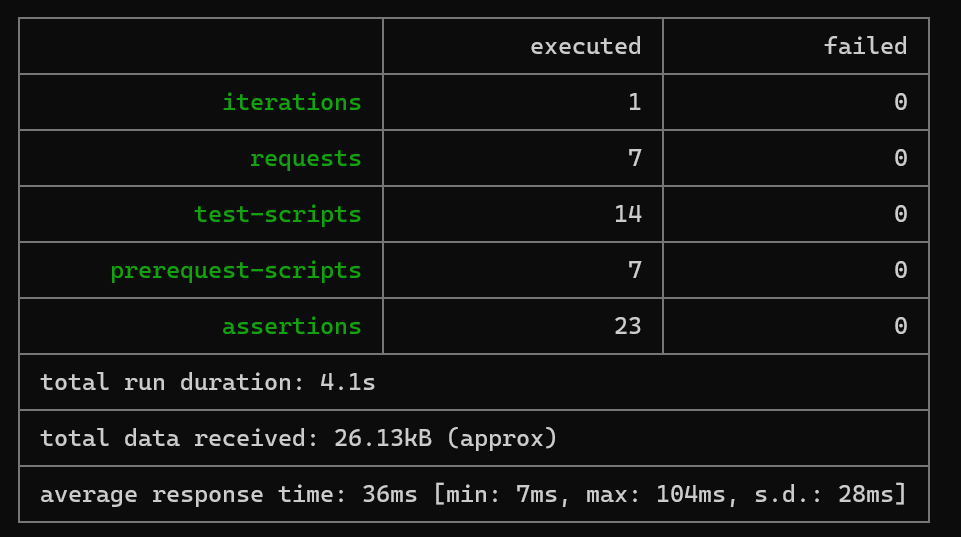 executed failed
iterations 1 0
requests 7 0
test-scripts 14 0
prerequest-scripts 7 0
assertions 23 0
total run duration: 4.1s
total data received: 26.13kB (approx)
average response time: 36ms [min: 7ms, max: 104ms, s.d.: 28ms]